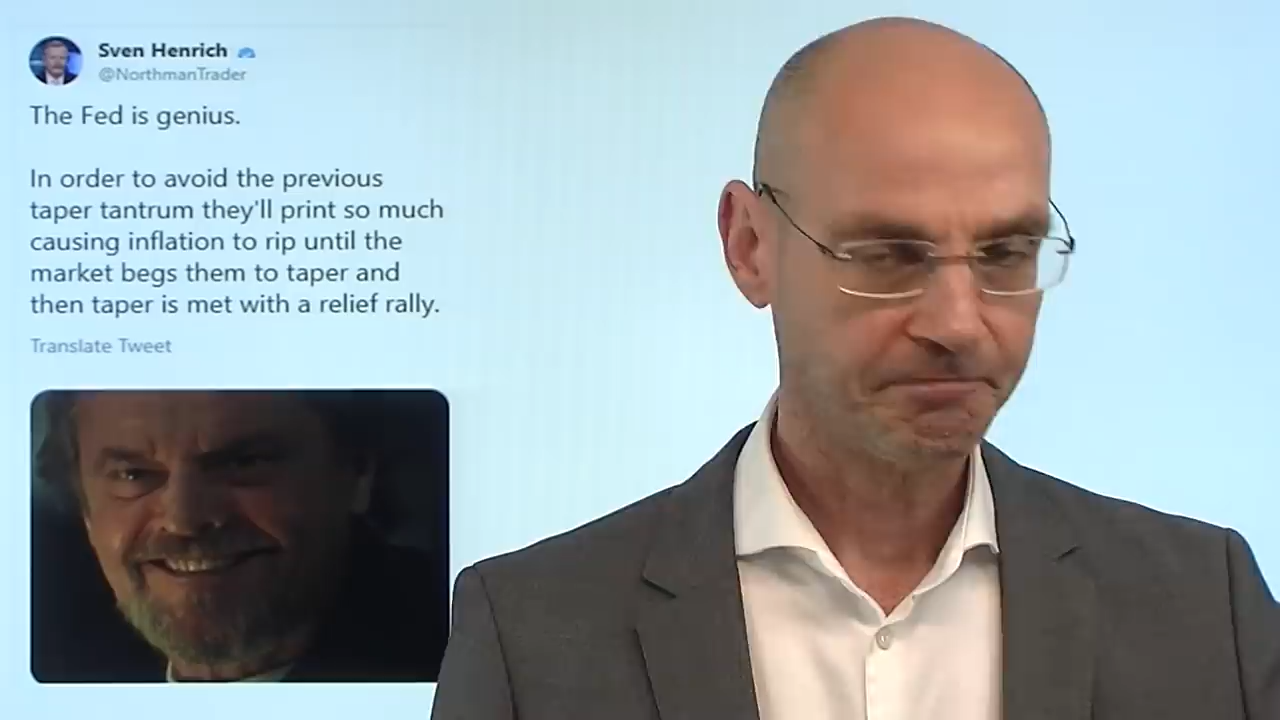 Sven Henrich
@NorthmanTrader
The Fed is genius.
In order to avoid the previous
taper tantrum they'll print so much
causing inflation to rip until the
market begs them to taper and
then taper is met with a relief rally.
Translate Tweet